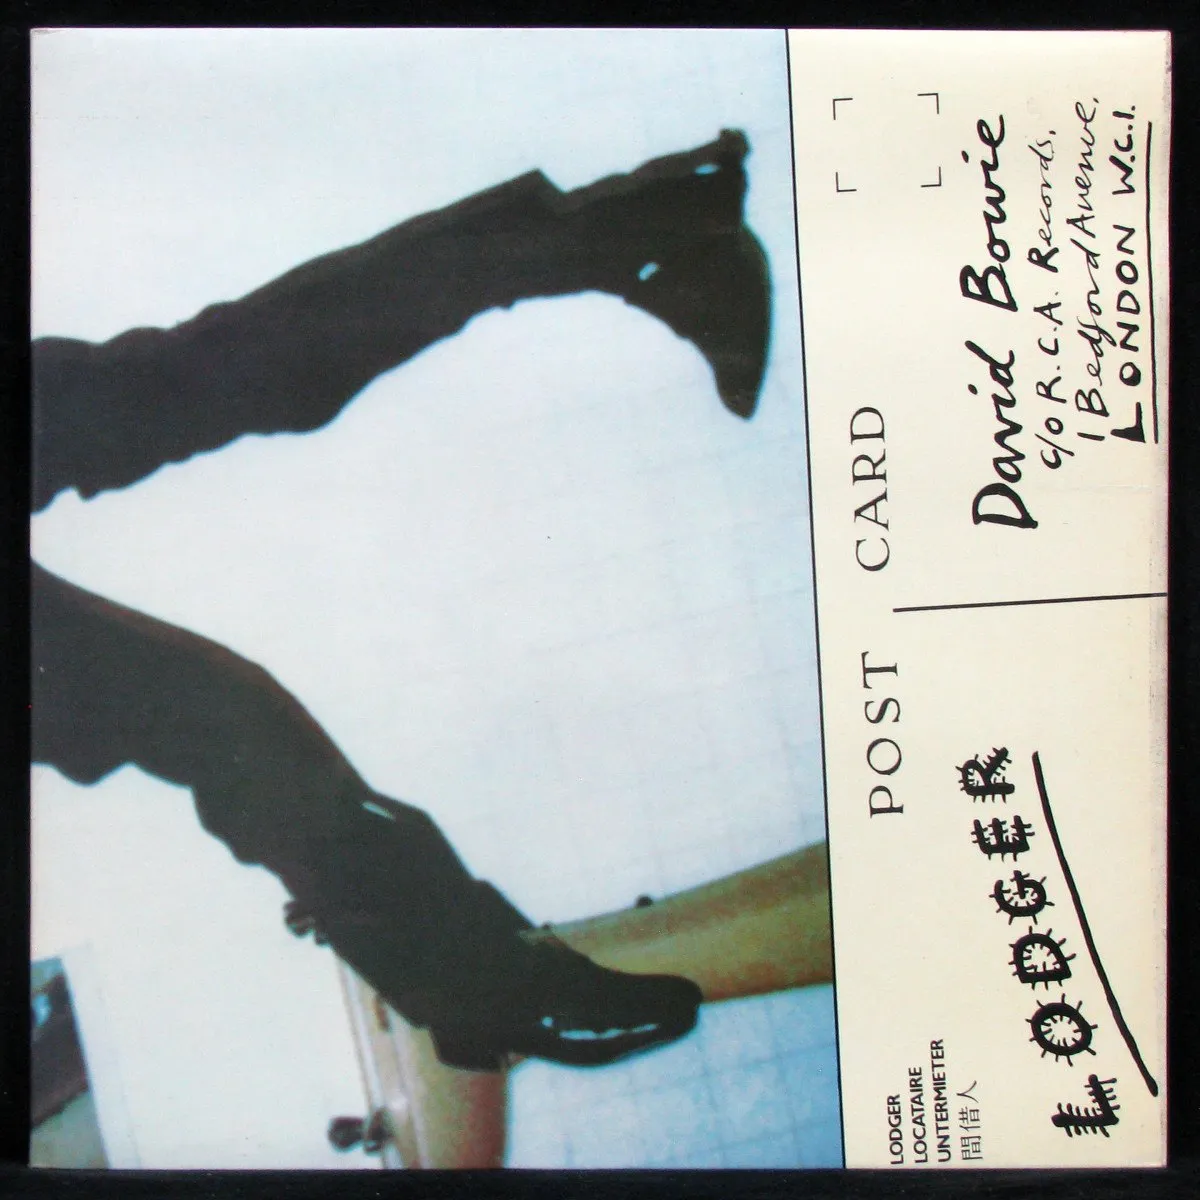 POST CARD
LODGER
LOCATAIRE
UNTERMIETER
間借人
LODGER
David Bowie
c/o R.C.A. Records,
1 Bedford Avenue,
LONDON W.C.1.